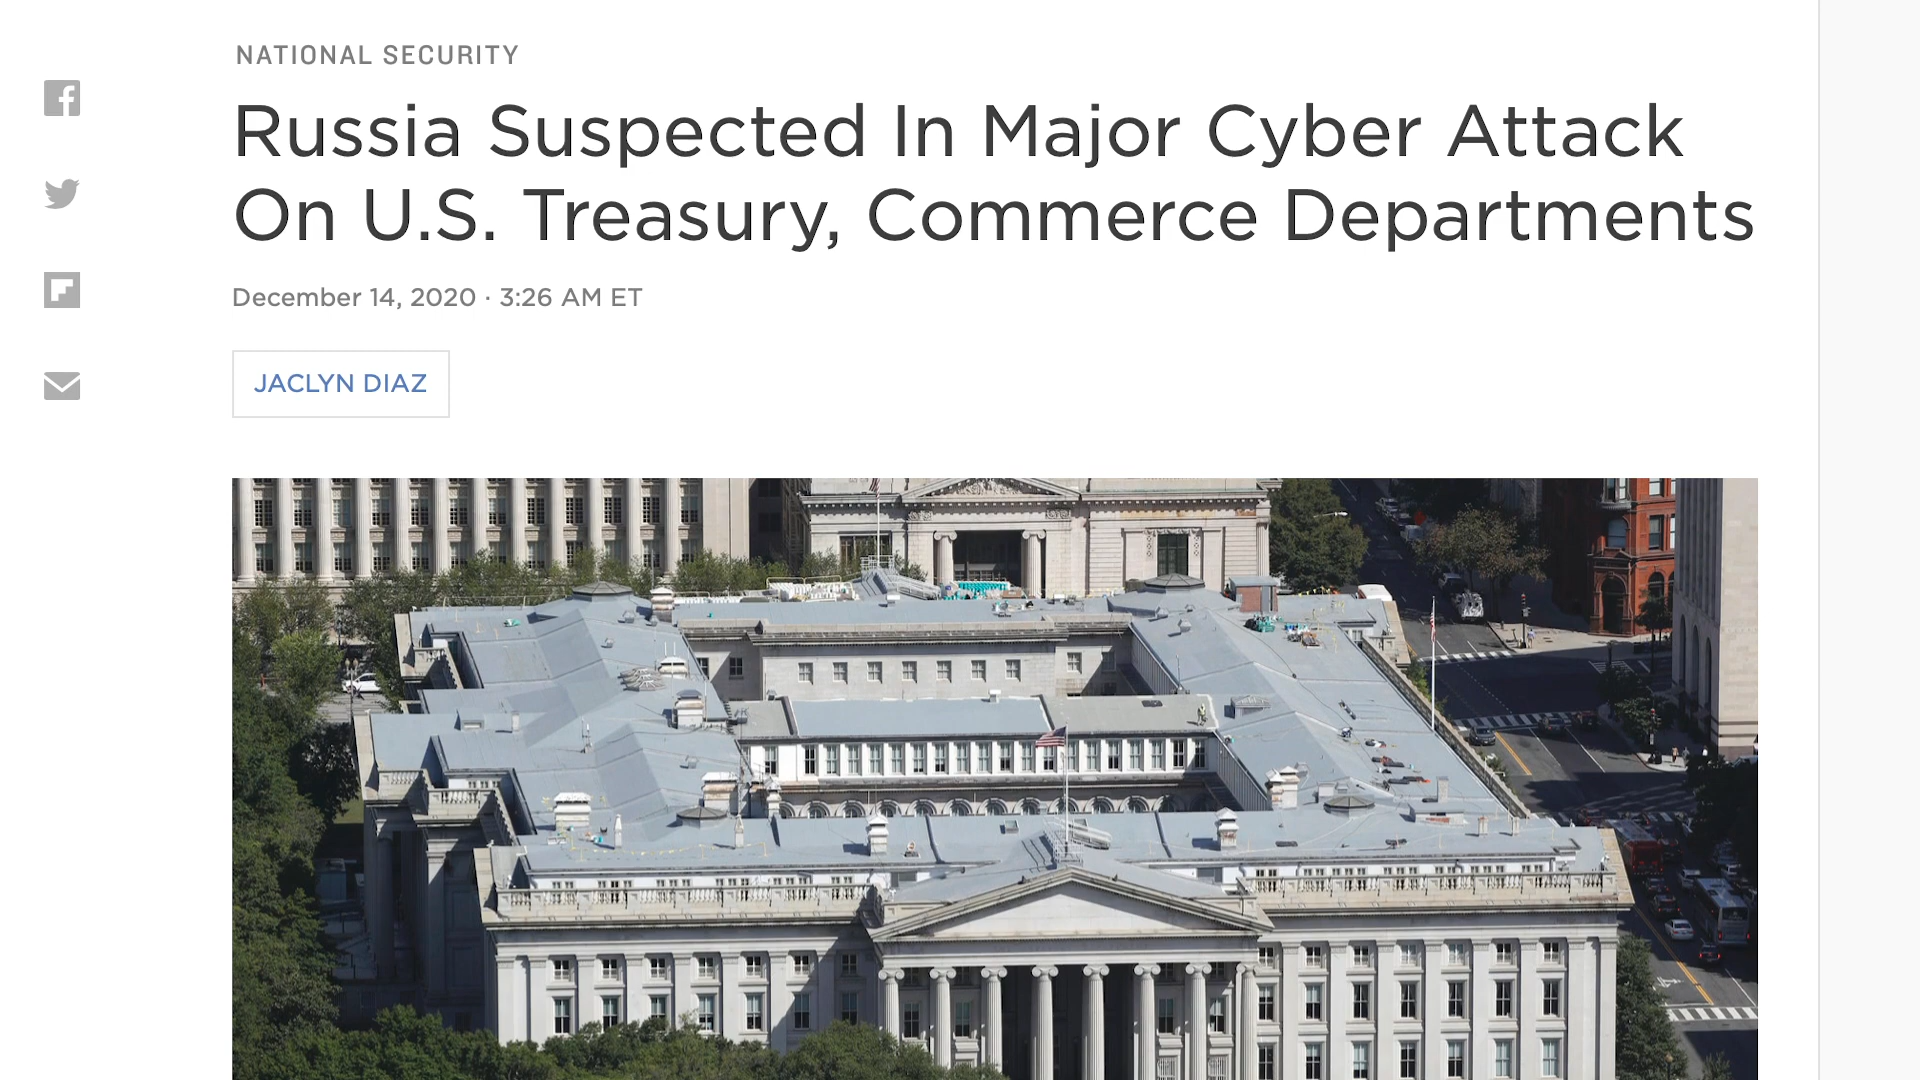 NATIONAL SECURITY
Russia Suspected In Major Cyber Attack
On U.S. Treasury, Commerce Departments
December 14, 2020 · 3:26 AM ET
JACLYN DIAZ